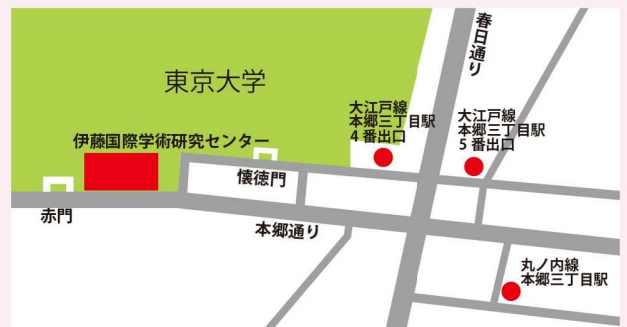 春日通り
東京大学
大江戸線
本郷三丁目駅
4番出口
大江戸線
本郷三丁目駅
5番出口
伊藤国際学術研究センター
懐徳門
赤門
本郷通り
丸ノ内線
本郷三丁目駅